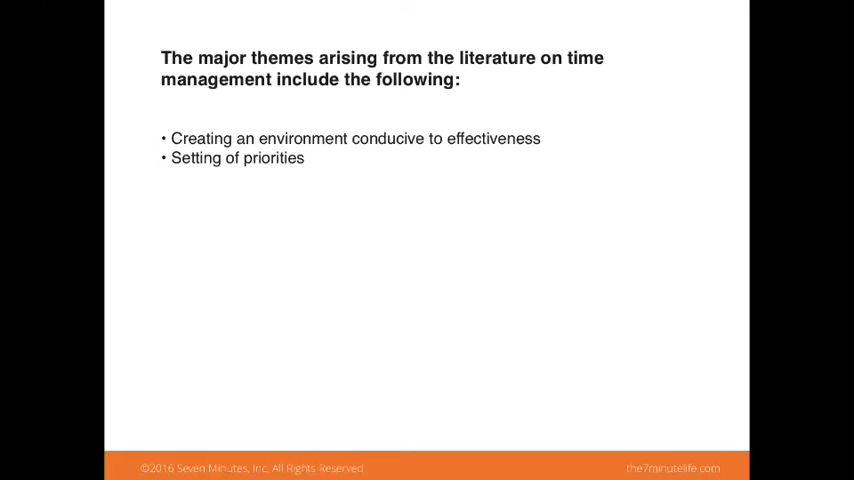 The major themes arising from the literature on time
management include the following:
• Creating an environment conducive to effectiveness
• Setting of priorities
©2016 Seven Minutes, Inc. All Rights Reserved
the7minutelife.com